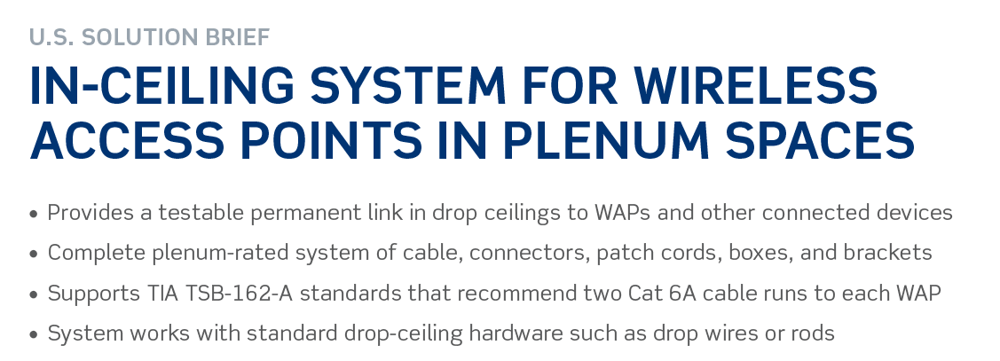 U.S. SOLUTION BRIEF
IN-CEILING SYSTEM FOR WIRELESS
ACCESS POINTS IN PLENUM SPACES
• Provides a testable permanent link in drop ceilings to WAPs and other connected devices
• Complete plenum-rated system of cable, connectors, patch cords, boxes, and brackets
• Supports TIA TSB-162-A standards that recommend two Cat 6A cable runs to each WAP
• System works with standard drop-ceiling hardware such as drop wires or rods